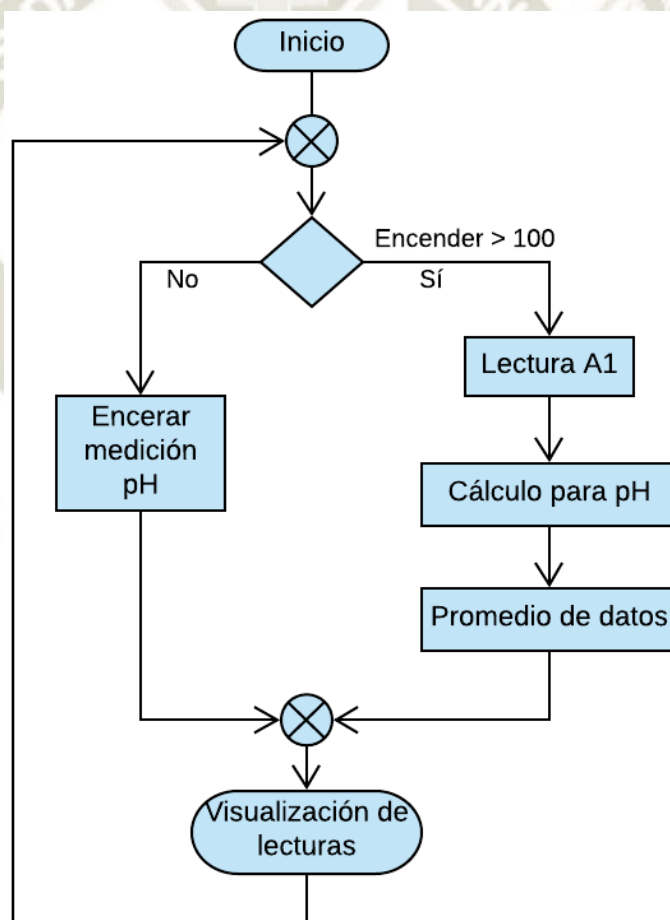 Inicio
Encender > 100
No
Sí
Lectura A1
Encerar
medición
pH
Cálculo para pH
Promedio de datos
Visualización de
lecturas